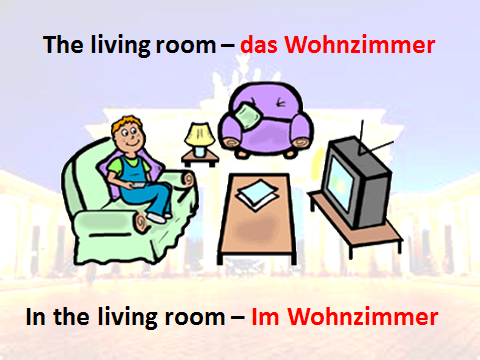 The living room – das Wohnzimmer
In the living room – Im Wohnzimmer